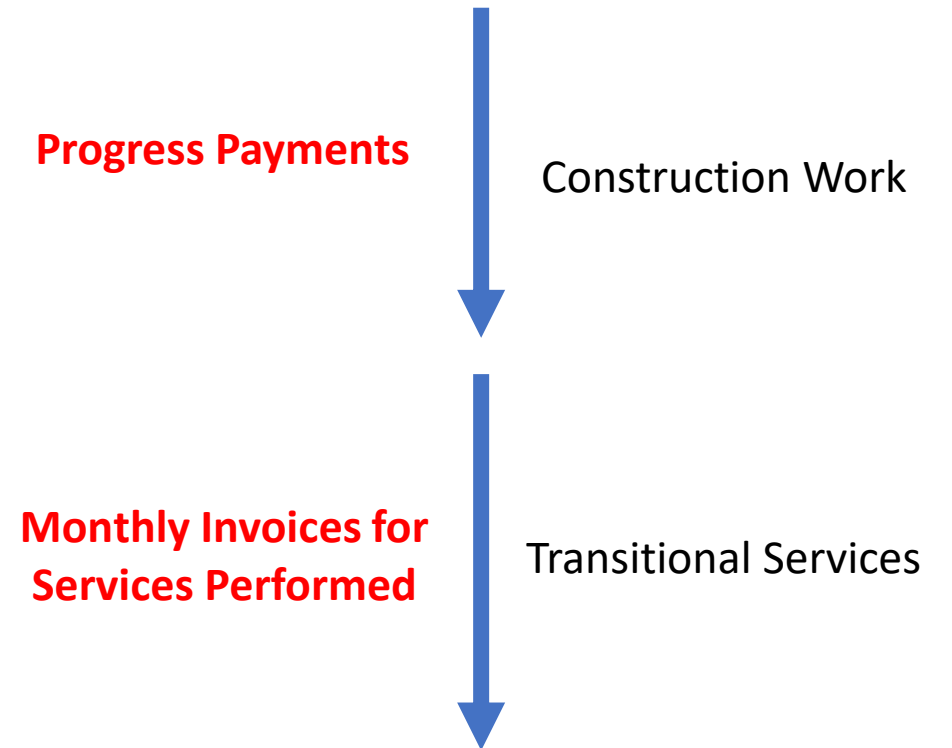 Progress Payments
Construction Work
Monthly Invoices for
Services Performed
Transitional Services